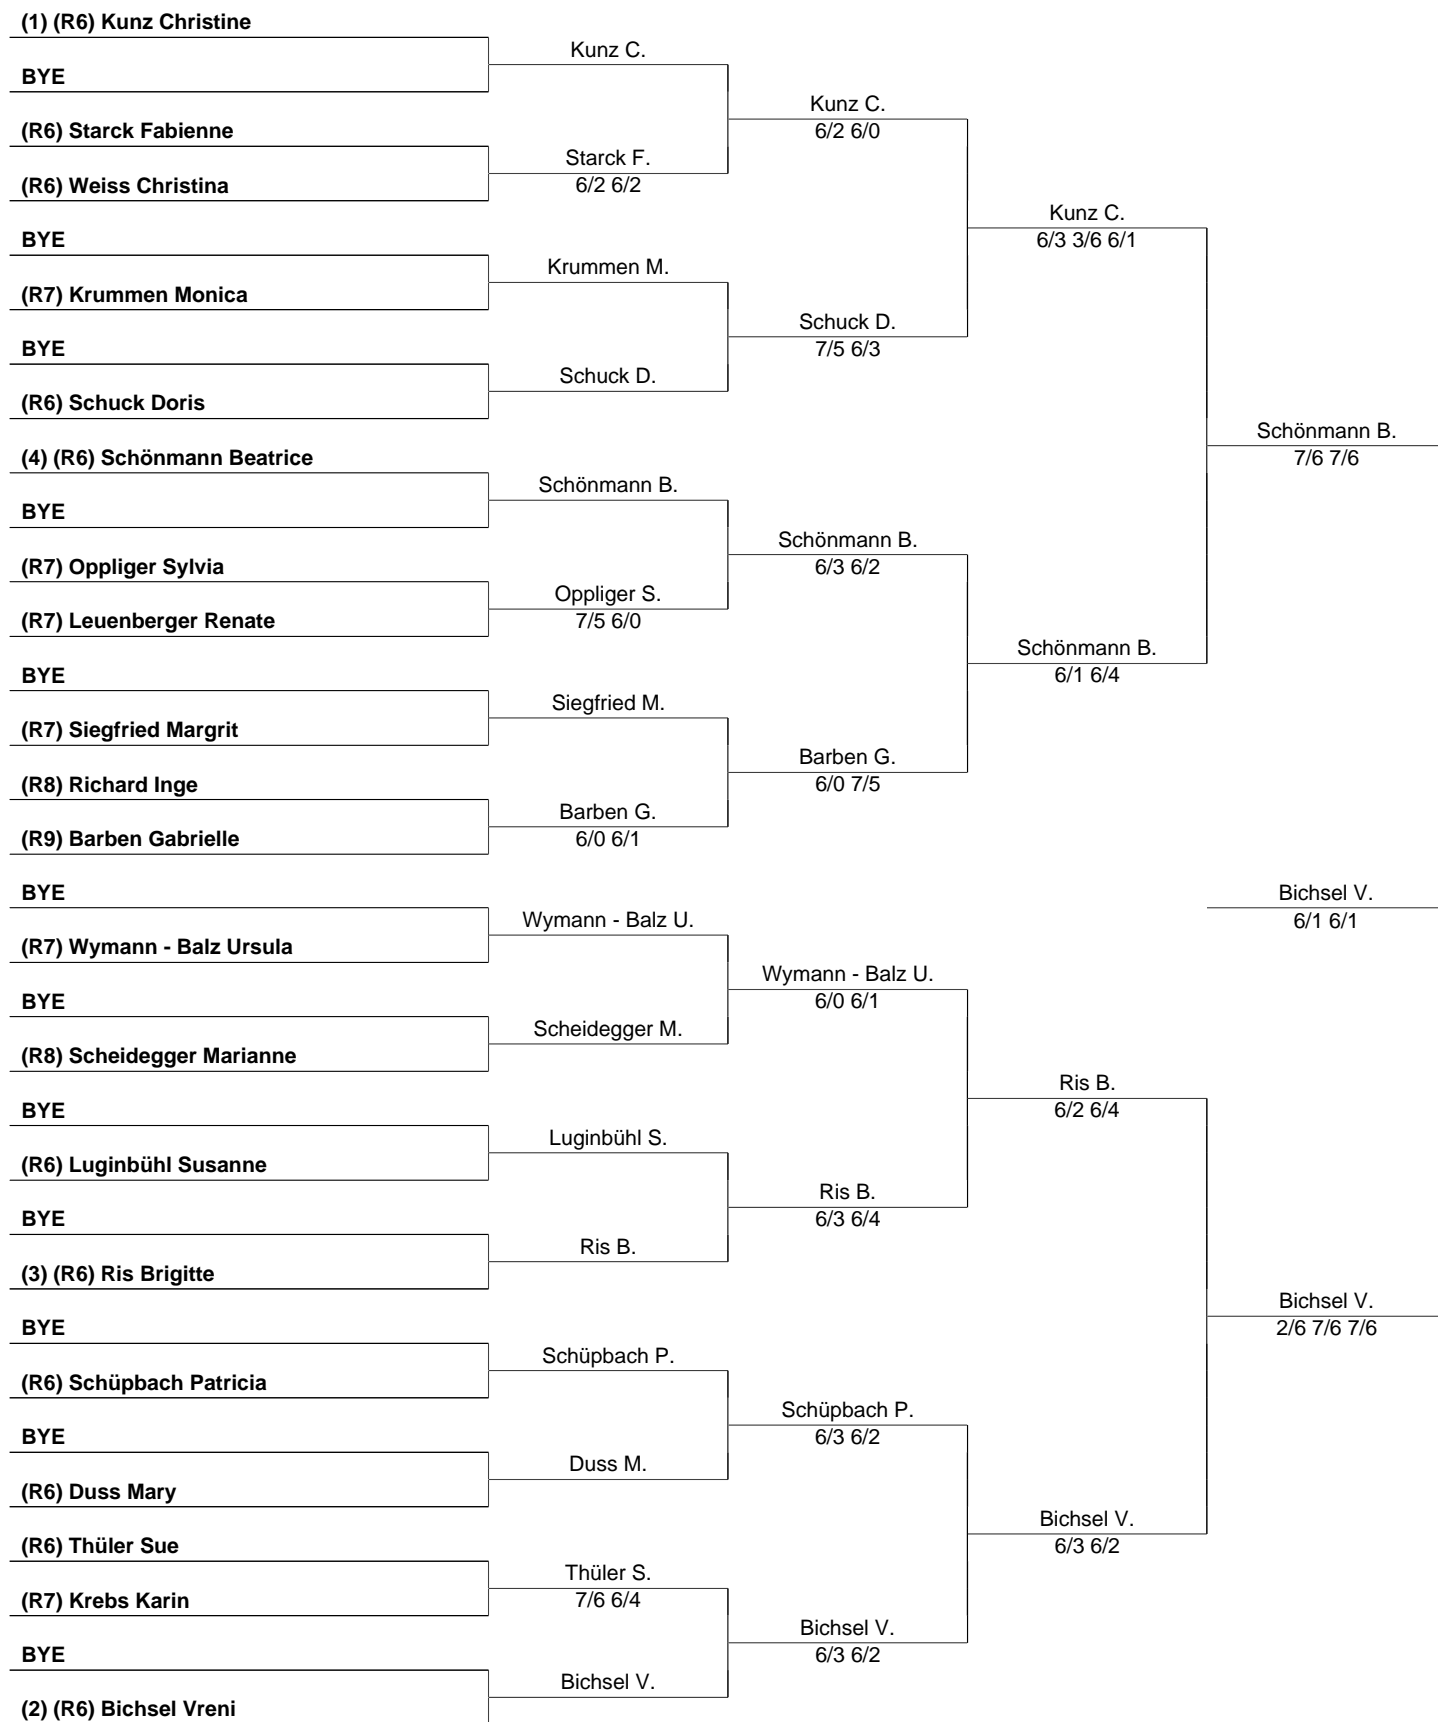 (1) (R6) Kunz Christine
Kunz C.
BYE
Kunz C.
6/2 6/0
(R6) Starck Fabienne
Starck F.
6/2 6/2
(R6) Weiss Christina
Kunz C.
6/3 3/6 6/1
BYE
Krummen M.
(R7) Krummen Monica
Schuck D.
7/5 6/3
BYE
Schuck D.
(R6) Schuck Doris
Schönmann B.
7/6 7/6
(4) (R6) Schönmann Beatrice
Schönmann B.
BYE
Schönmann B.
6/3 6/2
(R7) Oppliger Sylvia
Oppliger S.
7/5 6/0
(R7) Leuenberger Renate
Schönmann B.
6/1 6/4
BYE
Siegfried M.
(R7) Siegfried Margrit
Barben G.
6/0 7/5
(R8) Richard Inge
Barben G.
6/0 6/1
(R9) Barben Gabrielle
BYE
Bichsel V.
6/1 6/1
Wymann - Balz U.
(R7) Wymann - Balz Ursula
Wymann - Balz U.
6/0 6/1
BYE
Scheidegger M.
(R8) Scheidegger Marianne
Ris B.
6/2 6/4
BYE
Luginbühl S.
(R6) Luginbühl Susanne
Ris B.
6/3 6/4
BYE
Ris B.
(3) (R6) Ris Brigitte
Bichsel V.
2/6 7/6 7/6
BYE
Schüpbach P.
(R6) Schüpbach Patricia
Schüpbach P.
6/3 6/2
BYE
Duss M.
(R6) Duss Mary
Bichsel V.
6/3 6/2
(R6) Thüler Sue
Thüler S.
7/6 6/4
(R7) Krebs Karin
Bichsel V.
6/3 6/2
BYE
Bichsel V.
(2) (R6) Bichsel Vreni